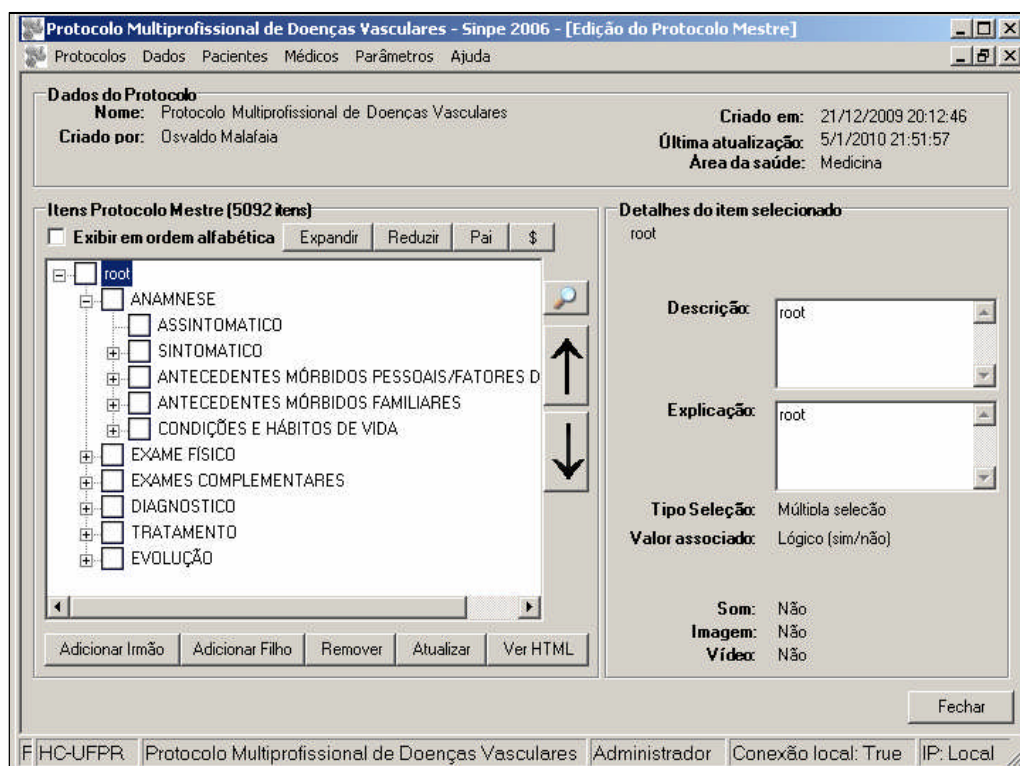 Protocolo Multiprofissional de Doenças Vasculares - Sinpe 2006 - [Edição do Protocolo Mestre]
Protocolos Dados Pacientes Médicos Parâmetros Ajuda
Dados do Protocolo
Nome: Protocolo Multiprofissional de Doenças Vasculares
Criado por: Osvaldo Malafaia
Criado em: 21/12/2009 20:12:46
Última atualização: 5/1/2010 21:51:57
Área da saúde: Medicina
Itens Protocolo Mestre (5092 itens)
Exibir em ordem alfabética Expandir Reduzir Pai $
root
ANAMNESE
ASSINTOMATICO
SINTOMATICO
ANTECEDENTES MÓRBIDOS PESSOAIS/FATORES D
ANTECEDENTES MÓRBIDOS FAMILIARES
CONDIÇÕES E HÁBITOS DE VIDA
EXAME FÍSICO
EXAMES COMPLEMENTARES
DIAGNOSTICO
TRATAMENTO
EVOLUÇÃO
Adicionar Irmão Adicionar Filho Remover Atualizar Ver HTML
Detalhes do item selecionado
root
Descrição: root
Explicação: root
Tipo Seleção: Múltipla seleção
Valor associado: Lógico (sim/não)
Som: Não
Imagem: Não
Vídeo: Não
Fechar
F HC-UFPR Protocolo Multiprofissional de Doenças Vasculares Administrador Conexão local: True IP: Local